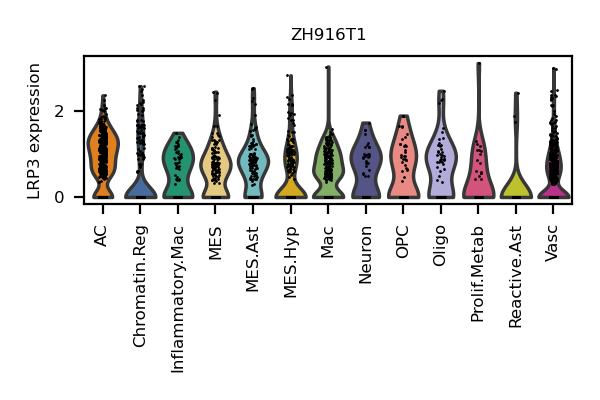 ZH916T1
LRP3 expression
2
0
AC
Chromatin.Reg
Inflammatory.Mac
MES
MES.Ast
MES.Hyp
Mac
Neuron
OPC
Oligo
Prolif.Metab
Reactive.Ast
Vasc